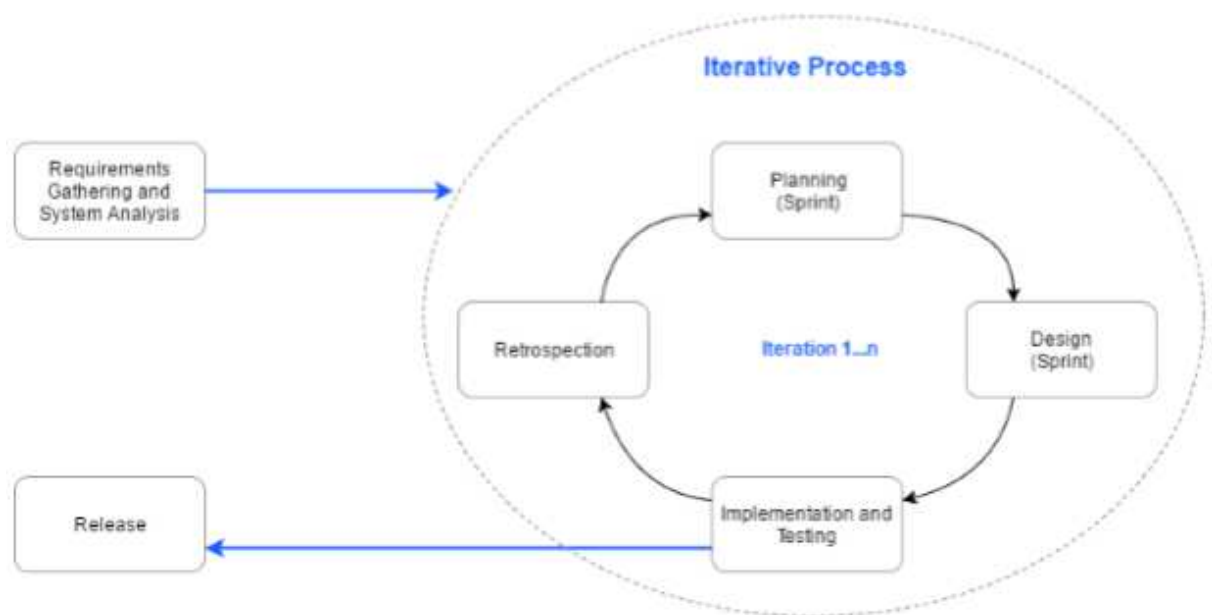 Iterative Process
Requirements
Gathering and
System Analysis
Planning
(Sprint)
Retrospection
Iteration 1...n
Design
(Sprint)
Release
Implementation and
Testing